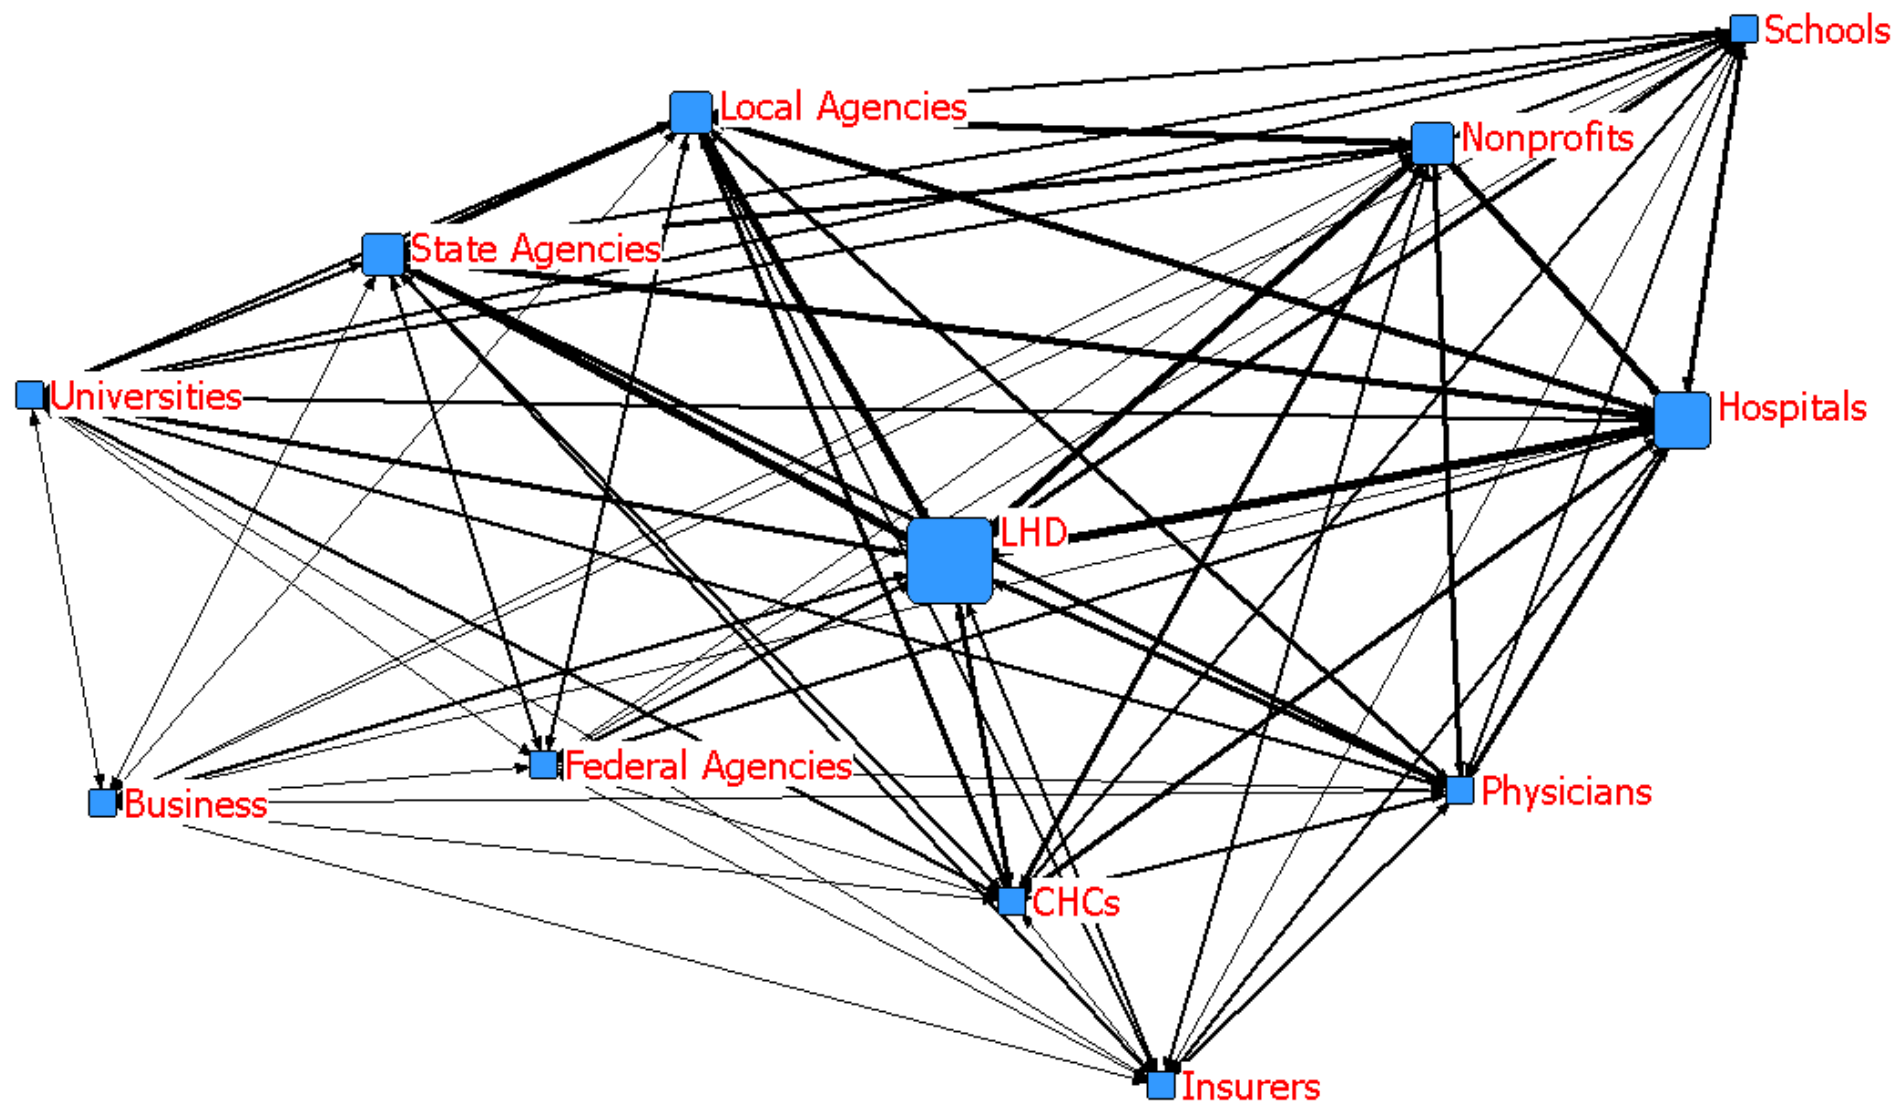 Schools
Local Agencies
Nonprofits
State Agencies
Universities
Hospitals
LHD
Federal Agencies
Business
Physicians
CHCs
Insurers